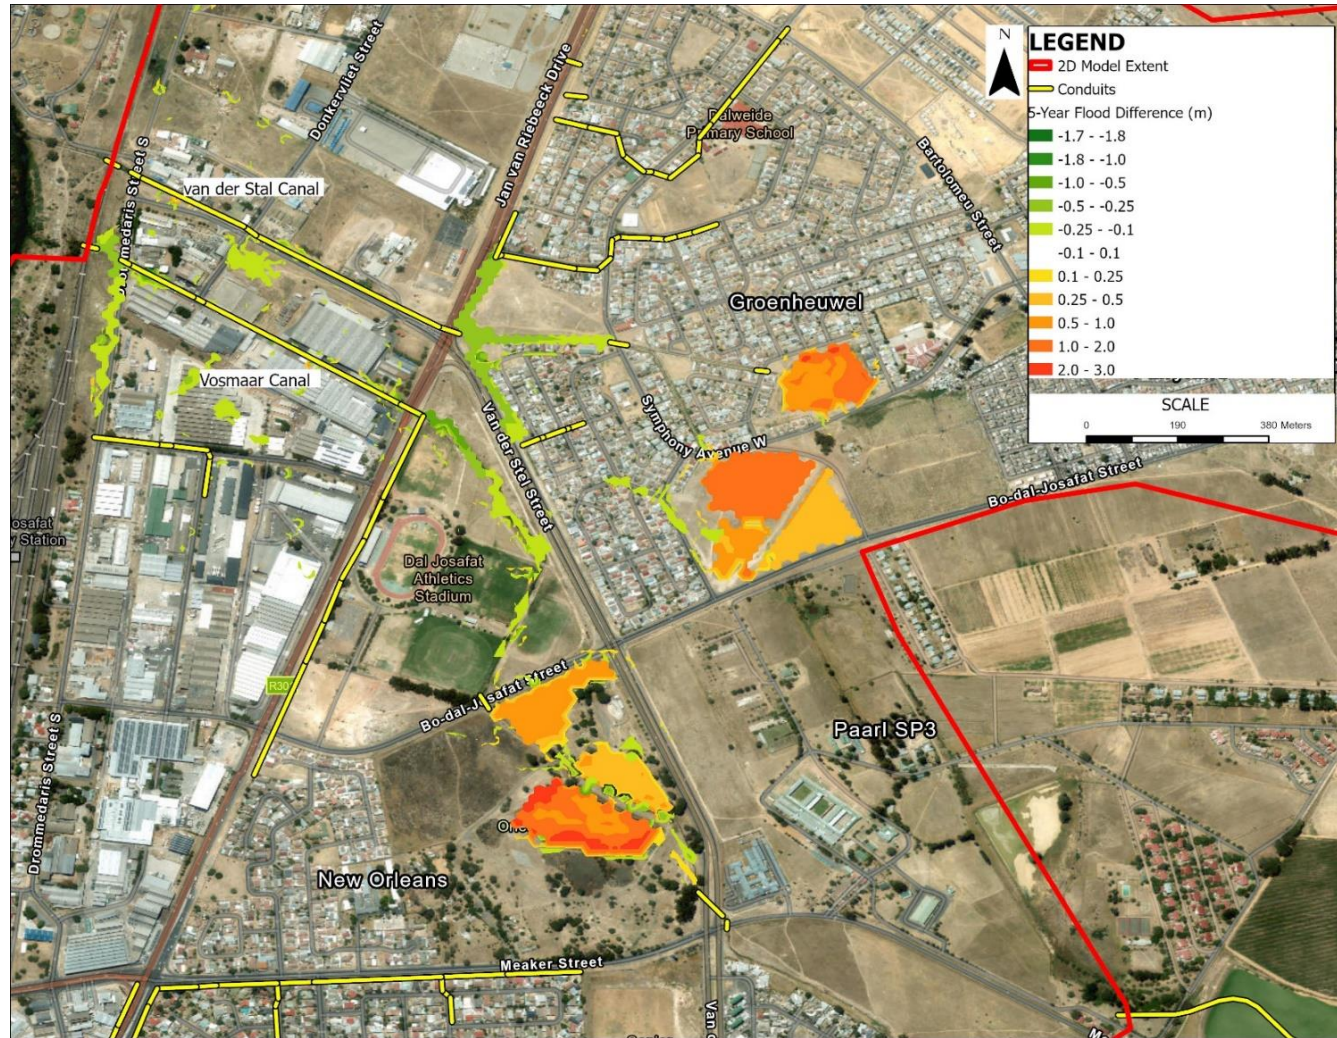 LEGEND
2D Model Extent
Conduits
5-Year Flood Difference (m)
-1.7 - -1.8
-1.8 - -1.0
-1.0 - -0.5
-0.5 - -0.25
-0.25 - -0.1
-0.1 - 0.1
0.1 - 0.25
0.25 - 0.5
0.5 - 1.0
1.0 - 2.0
2.0 - 3.0
SCALE
0 190 380 Meters
N
Donkervliet Street
Jan van Riebeeck Drive
Dalweide
Primary School
Bartolomeu Street
van der Stal Canal
Groenheuwel
Vosmaar Canal
Symphony Avenue W
Van der Stel Street
Bo-dal-Josafat Street
Dal Josafat
Athletics
Stadium
R30
Bo-dal-Josafat Street
Paarl SP3
Drommedaris Street S
New Orleans
Meaker Street